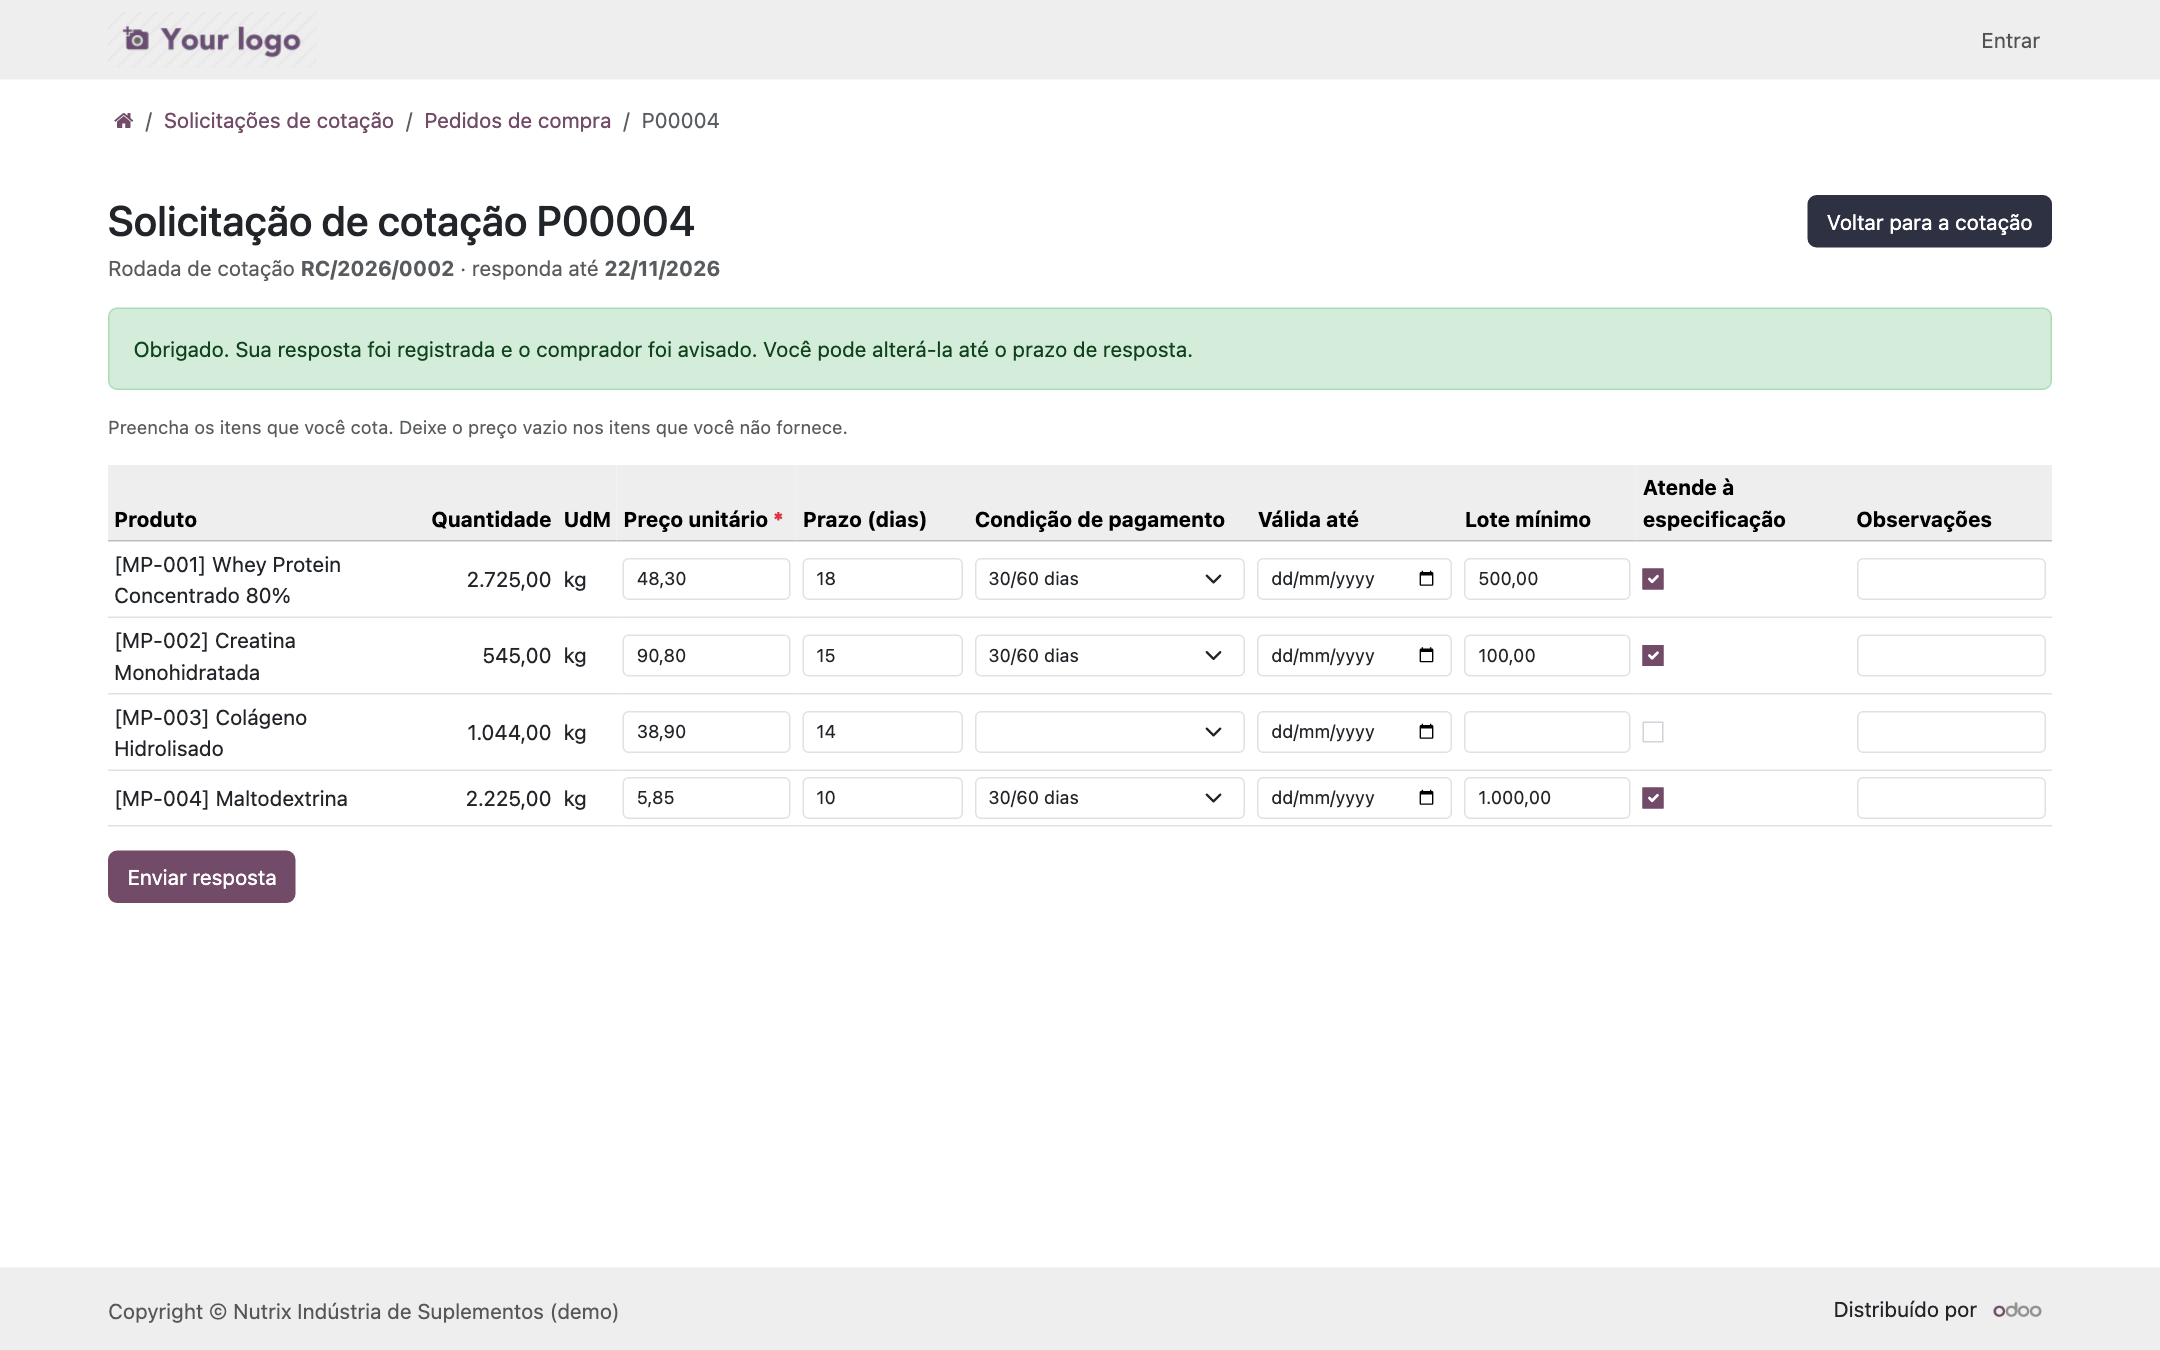 Your logo
Entrar
/ Solicitações de cotação / Pedidos de compra / P00004
Solicitação de cotação P00004
Voltar para a cotação
Rodada de cotação RC/2026/0002 · responda até 22/11/2026
Obrigado. Sua resposta foi registrada e o comprador foi avisado. Você pode alterá-la até o prazo de resposta.
Preencha os itens que você cota. Deixe o preço vazio nos itens que você não fornece.
Produto Quantidade UdM Preço unitário * Prazo (dias) Condição de pagamento Válida até Lote mínimo Atende à especificação Observações
[MP-001] Whey Protein Concentrado 80% 2.725,00 kg 48,30 18 30/60 dias dd/mm/yyyy 500,00
[MP-002] Creatina Monohidratada 545,00 kg 90,80 15 30/60 dias dd/mm/yyyy 100,00
[MP-003] Colágeno Hidrolisado 1.044,00 kg 38,90 14 dd/mm/yyyy
[MP-004] Maltodextrina 2.225,00 kg 5,85 10 30/60 dias dd/mm/yyyy 1.000,00
Enviar resposta
Copyright © Nutrix Indústria de Suplementos (demo)
Distribuído por odoo